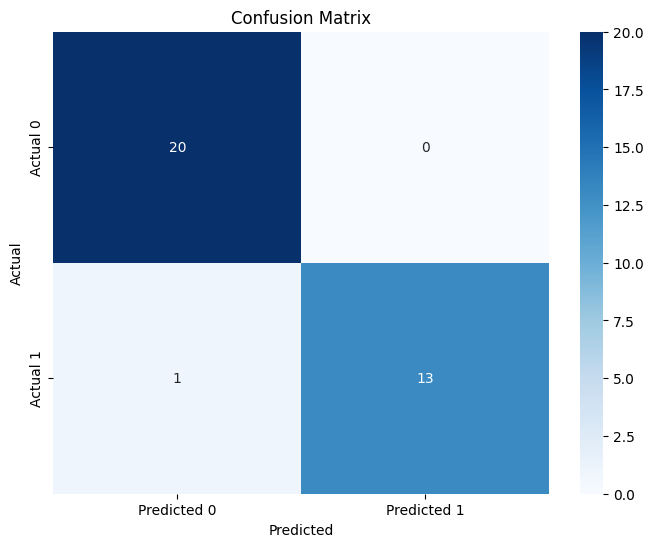 Confusion Matrix
Actual
Actual 0
Actual 1
20
0
1
13
Predicted 0
Predicted 1
Predicted
20.0
17.5
15.0
12.5
10.0
7.5
5.0
2.5
0.0